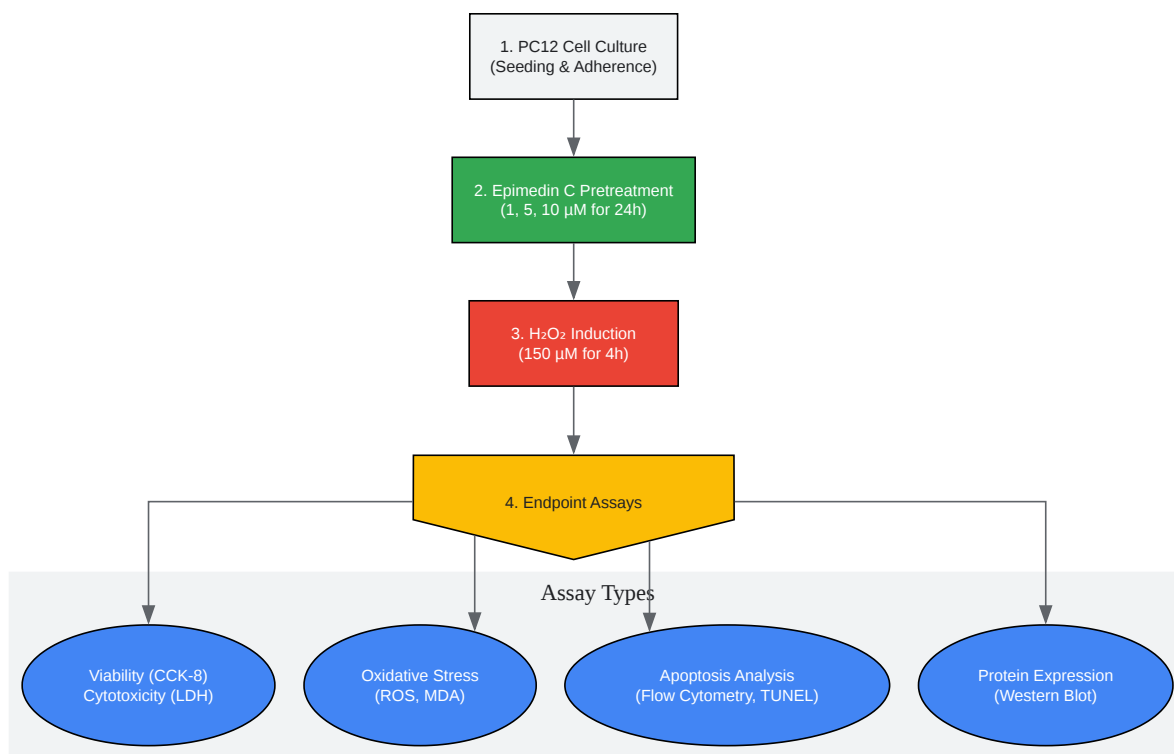 1. PC12 Cell Culture
(Seeding & Adherence)
2. Epimedin C Pretreatment
(1, 5, 10 µM for 24h)
3. H₂O₂ Induction
(150 µM for 4h)
4. Endpoint Assays
Assay Types
Viability (CCK-8)
Cytotoxicity (LDH)
Oxidative Stress
(ROS, MDA)
Apoptosis Analysis
(Flow Cytometry, TUNEL)
Protein Expression
(Western Blot)